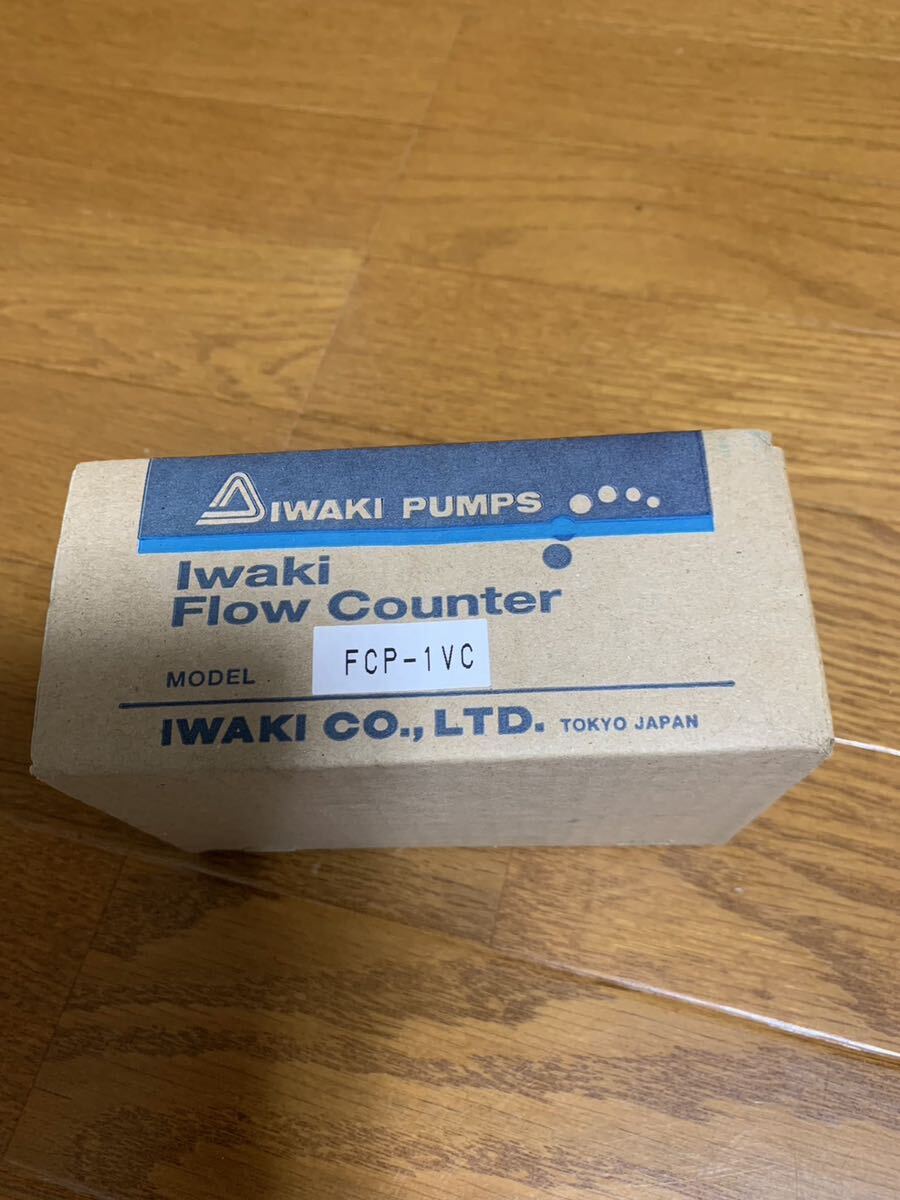 IWAKI PUMPS
Iwaki
Flow Counter
MODEL FCP-1VC
IWAKI CO., LTD. TOKYO JAPAN